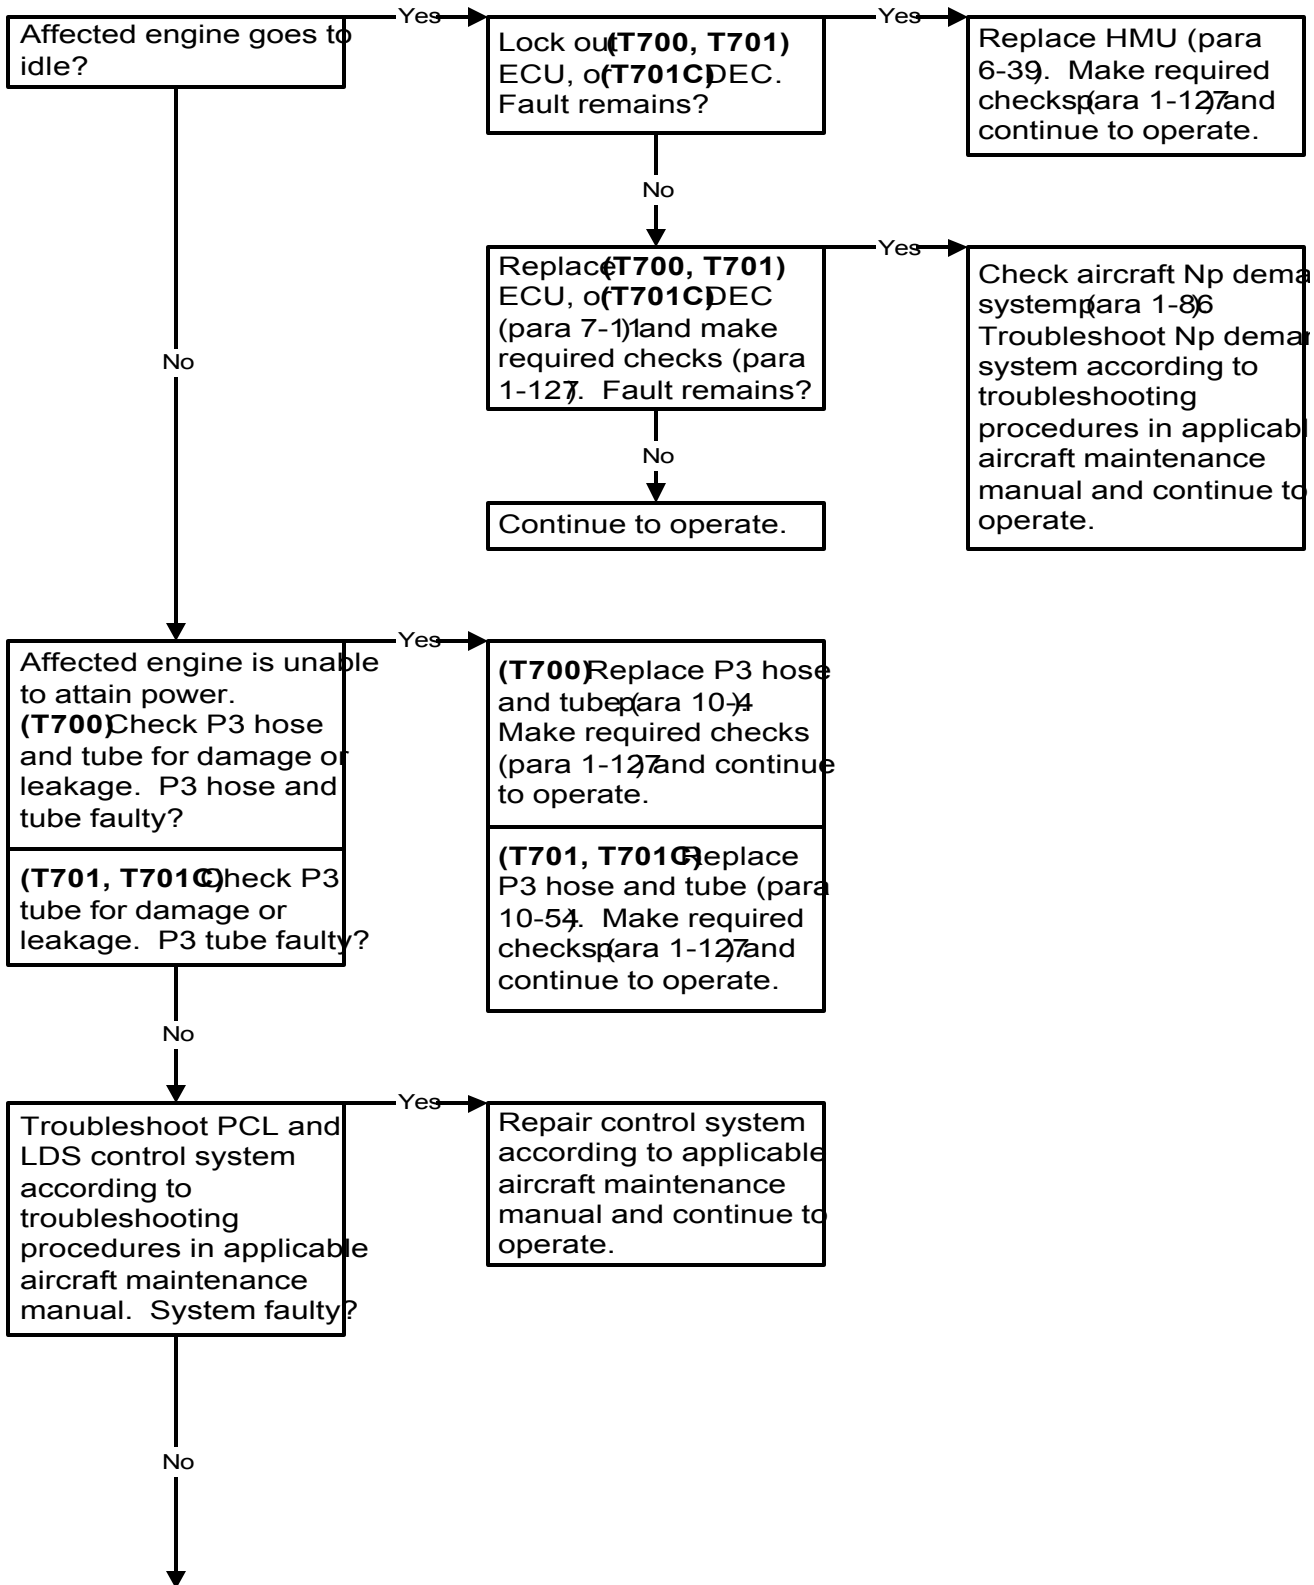 Affected engine goes to
idle?
Yes
Lock out (T700, T701)
ECU, or (T701C) DEC.
Fault remains?
Yes
Replace HMU (para
6-39).  Make required
checks (para 1-127) and
continue to operate.
No
No
Replace (T700, T701)
ECU, or (T701C) DEC
(para 7-11) and make
required checks (para
1-127).  Fault remains?
Yes
Check aircraft Np dema
system (para 1-86).
Troubleshoot Np deman
system according to
troubleshooting
procedures in applicabl
aircraft maintenance
manual and continue to
operate.
No
Continue to operate.
Affected engine is unable
to attain power.
(T700) Check P3 hose
and tube for damage or
leakage.  P3 hose and
tube faulty?
(T701, T701C) Check P3
tube for damage or
leakage.  P3 tube faulty?
Yes
(T700) Replace P3 hose
and tube (para 10-4).
Make required checks
(para 1-127) and continue
to operate.
(T701, T701C) Replace
P3 hose and tube (para
10-54).  Make required
checks (para 1-127) and
continue to operate.
No
Troubleshoot PCL and
LDS control system
according to
troubleshooting
procedures in applicable
aircraft maintenance
manual.  System faulty?
Yes
Repair control system
according to applicable
aircraft maintenance
manual and continue to
operate.
No